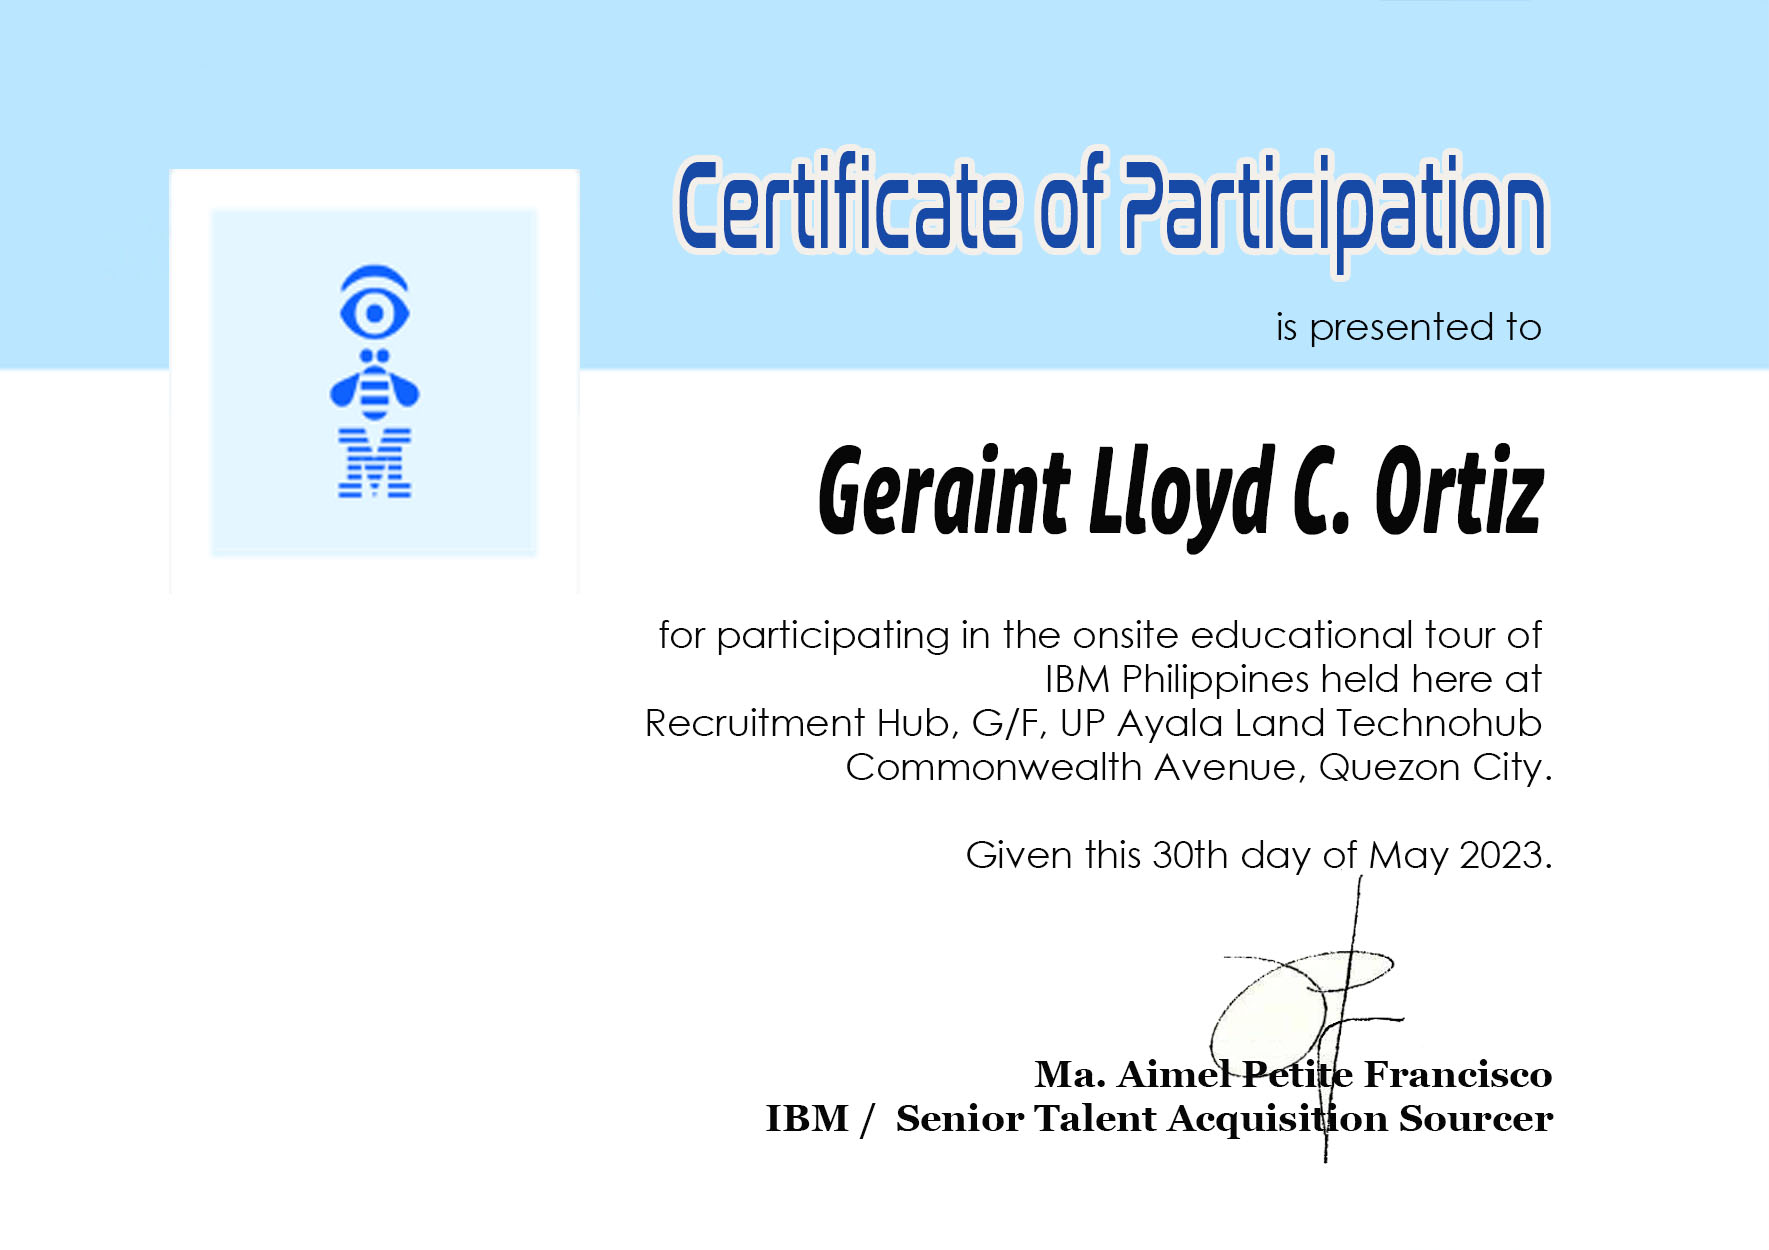 Certificate of Participation
is presented to
M
Geraint Lloyd C. Ortiz
for participating in the onsite educational tour of
IBM Philippines held here at
Recruitment Hub, G/F, UP Ayala Land Technohub
Commonwealth Avenue, Quezon City.
Given this 30th day of May 2023.
Ma. Aimel Petite Francisco
IBM / Senior Talent Acquisition Sourcer